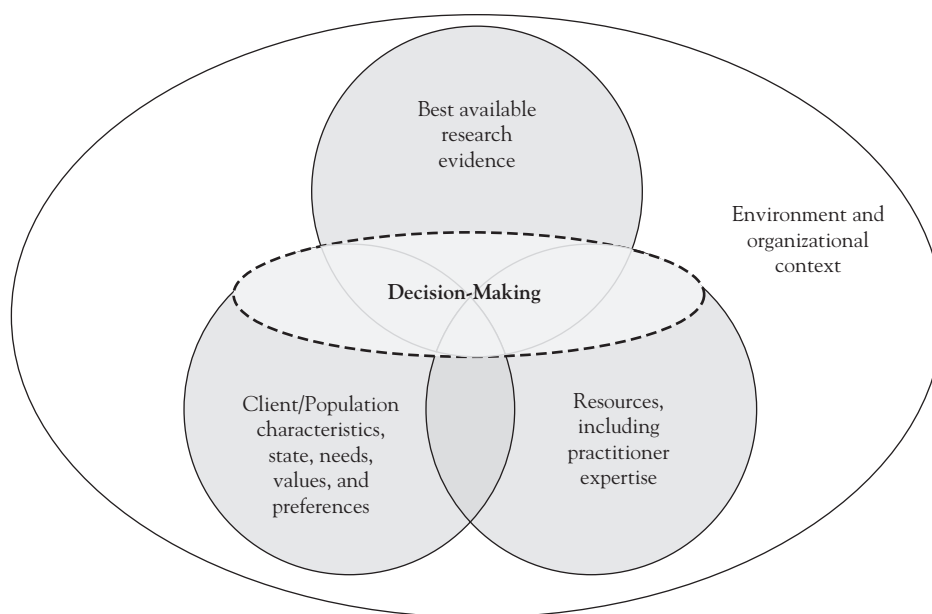 Best available
research
evidence
Environment and
organizational
context
Decision-Making
Client/Population
characteristics,
state, needs,
values, and
preferences
Resources,
including
practitioner
expertise